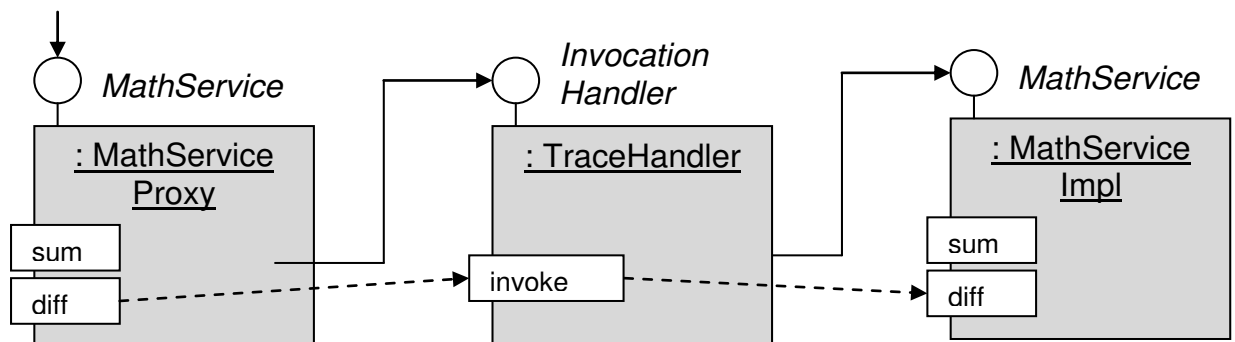 MathService
: MathService
Proxy
sum
diff
Invocation
Handler
: TraceHandler
invoke
MathService
: MathService
Impl
sum
diff